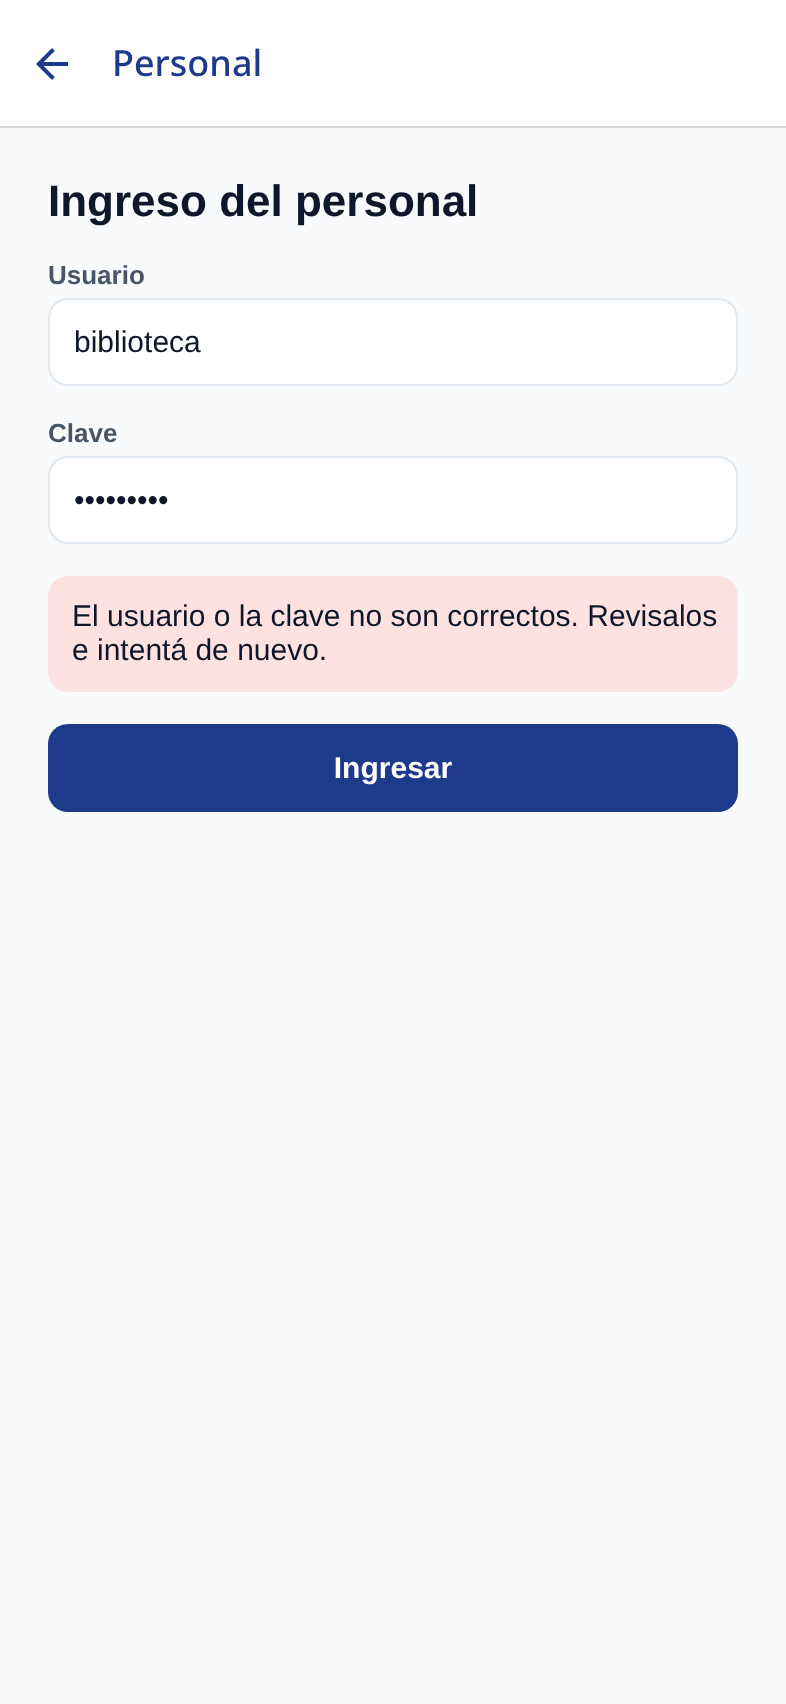 Personal
Ingreso del personal
Usuario
biblioteca
Clave
•••••••••
El usuario o la clave no son correctos. Revisalos
e intentá de nuevo.
Ingresar